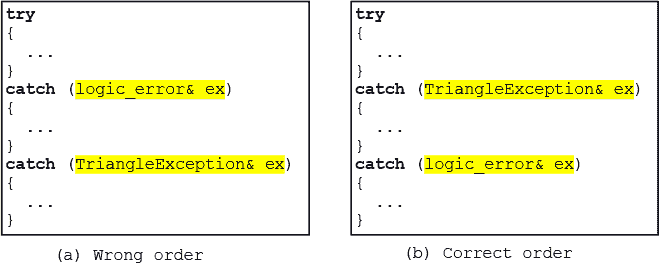 try
{
  ...
}
catch (logic_error& ex)
{
  ...
}
catch (TriangleException& ex)
{
  ...
}
(a) Wrong order
try
{
  ...
}
catch (TriangleException& ex)
{
  ...
}
catch (logic_error& ex)
{
  ...
}
(b) Correct order